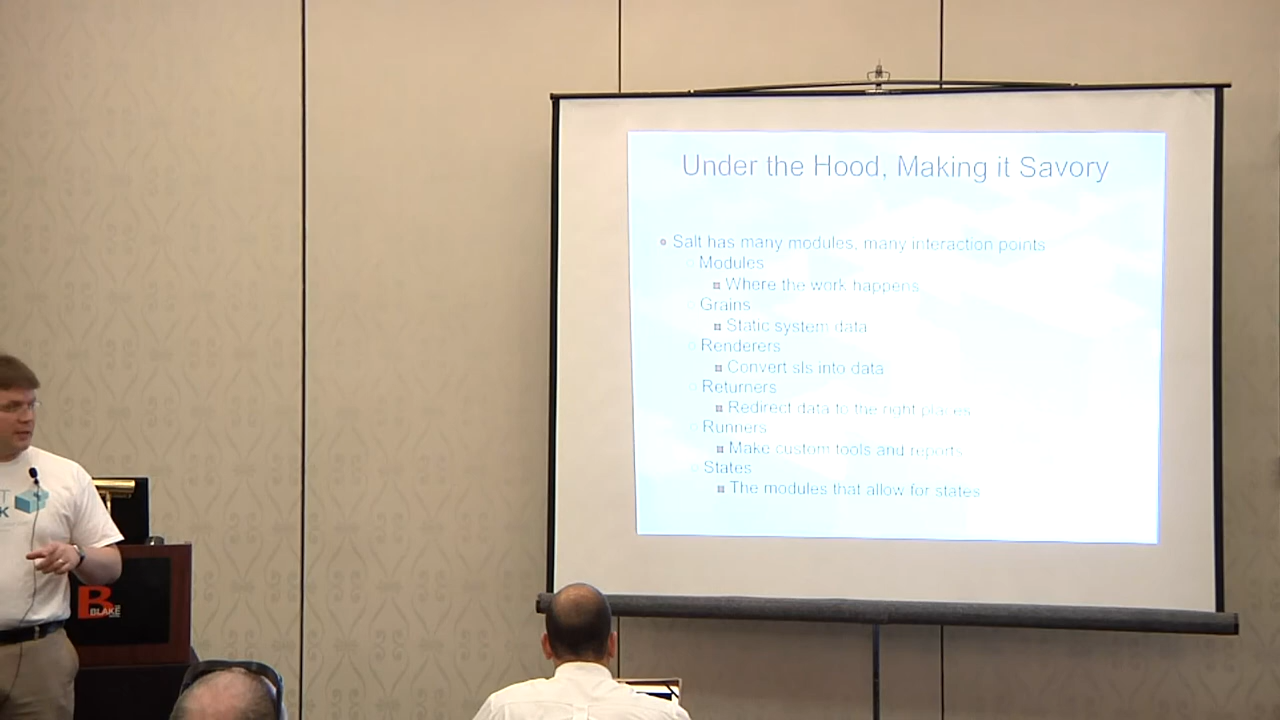 Under the Hood, Making it Savory
Salt has many modules, many interaction points
Modules
Where the work happens
Grains
Static system data
Renderers
Convert sls into data
Returners
Redirect data to the right places
Runners
Make custom tools and reports
States
The modules that allow for states
T
K
B
BLAKE